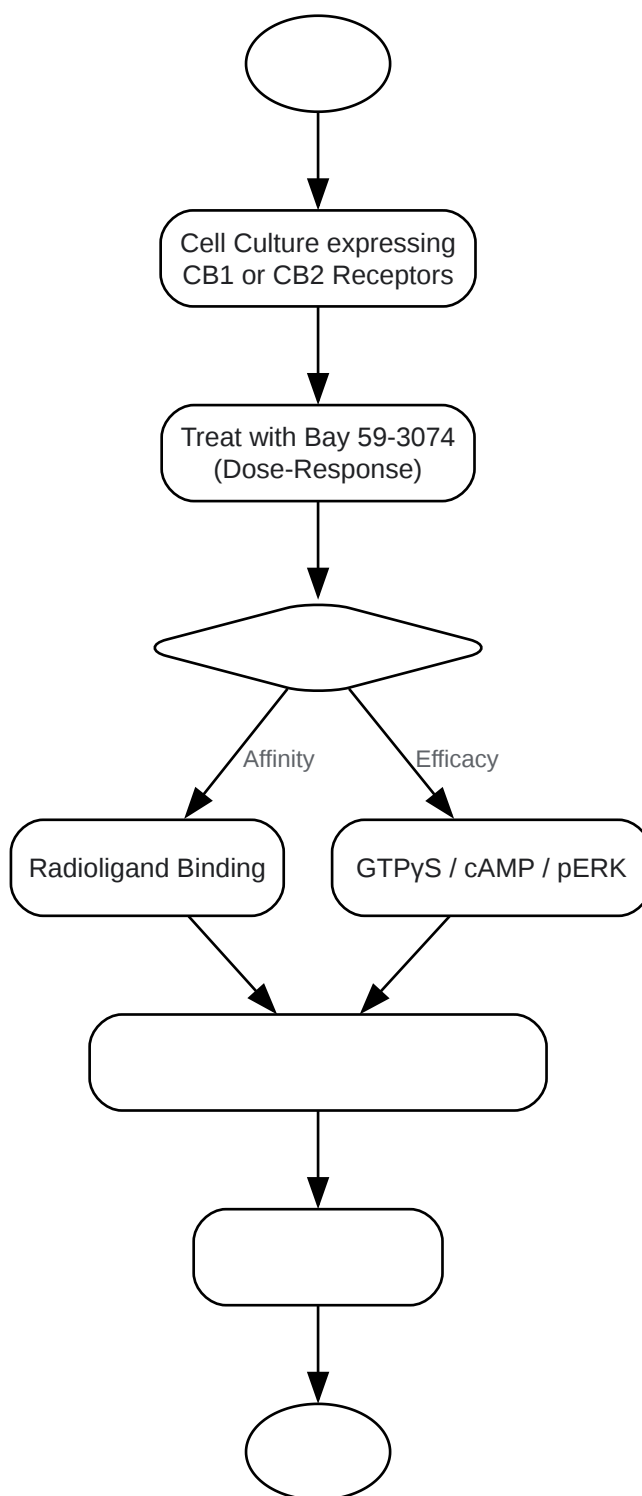 Cell Culture expressing
CB1 or CB2 Receptors
Treat with Bay 59-3074
(Dose-Response)
Affinity
Efficacy
Radioligand Binding
GTPγS / cAMP / pERK